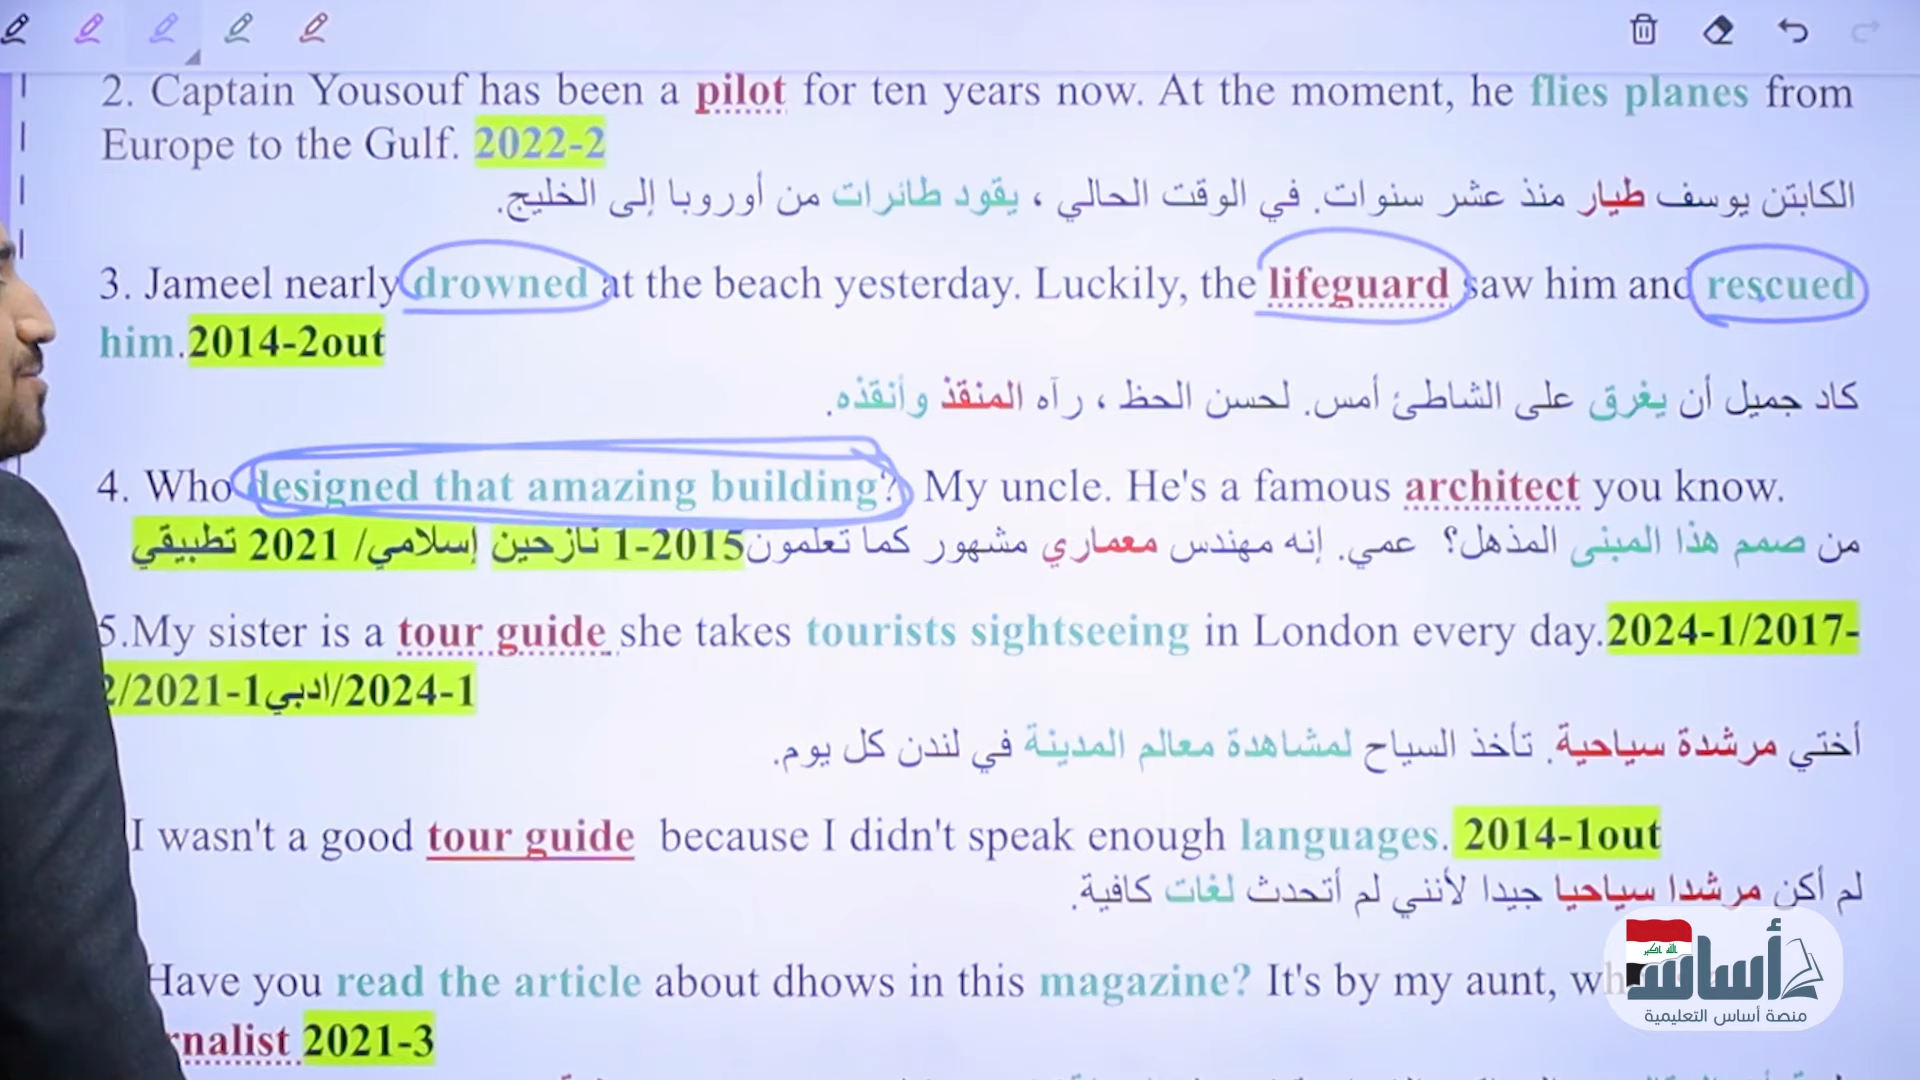 2. Captain Yousouf has been a pilot for ten years now. At the moment, he flies planes from
Europe to the Gulf. 2022-2
الكابتن يوسف طيار منذ عشر سنوات. في الوقت الحالي ، يقود طائرات من أوروبا إلى الخليج.
3. Jameel nearly drowned at the beach yesterday. Luckily, the lifeguard saw him and rescued
him.2014-2out
كاد جميل أن يغرق على الشاطئ أمس. لحسن الحظ ، رآه المنقذ وأنقذه.
4. Who designed that amazing building? My uncle. He's a famous architect you know.
من صمم هذا المبنى المذهل؟ عمي. إنه مهندس معماري مشهور كما تعلمون2015-1 نازحين إسلامي/ 2021 تطبيقي
5.My sister is a tour guide she takes tourists sightseeing in London every day.2024-1/2017-
2/2021-1ادبي/2024-1
أختي مرشدة سياحية. تأخذ السياح لمشاهدة معالم المدينة في لندن كل يوم.
I wasn't a good tour guide because I didn't speak enough languages. 2014-1out
لم أكن مرشدا سياحيا جيدا لأنني لم أتحدث لغات كافية.
Have you read the article about dhows in this magazine? It's by my aunt,
rnalist 2021-3
أساس
منصة أساس التعليمية